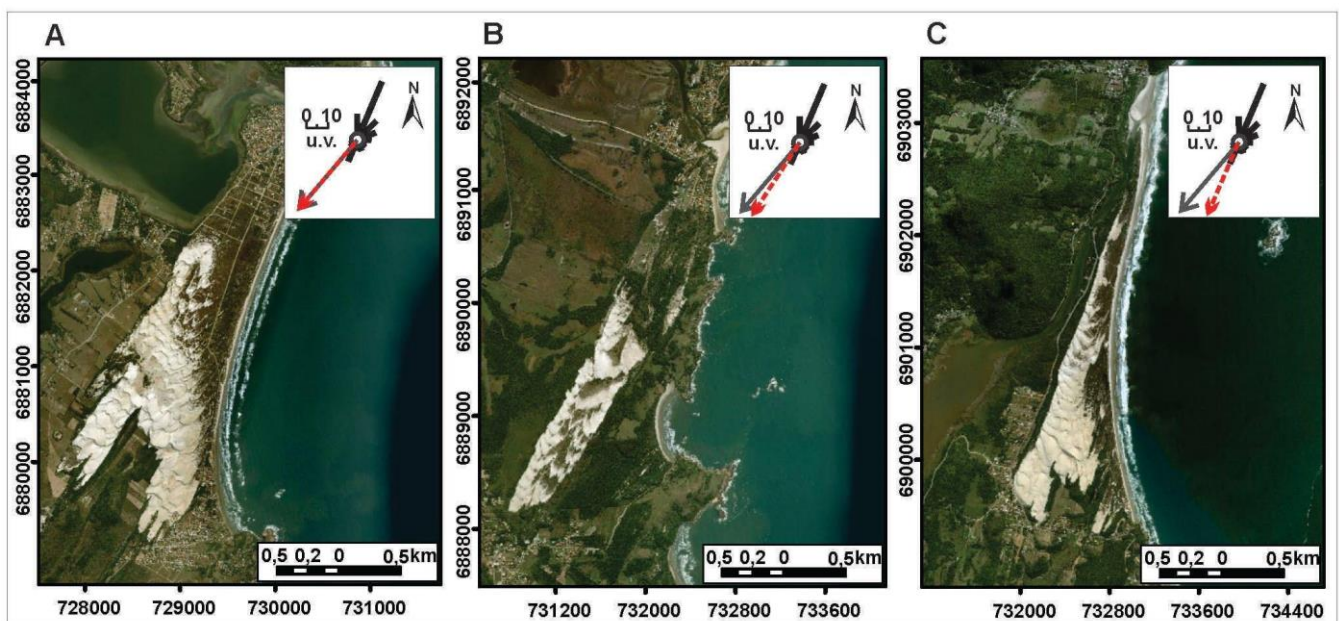 A
6884000
6883000
6882000
6881000
6880000
728000 729000 730000 731000
N
0 10
u.v.
0,5 0,2 0 0,5km
B
6892000
6891000
6890000
6889000
6888000
731200 732000 732800 733600
N
0 10
u.v.
0,5 0,2 0 0,5km
C
6903000
6902000
6901000
6900000
732000 732800 733600 734400
N
0 10
u.v.
0,5 0,2 0 0,5km